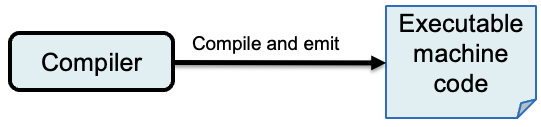 Compiler
Compile and emit
Executable
machine
code